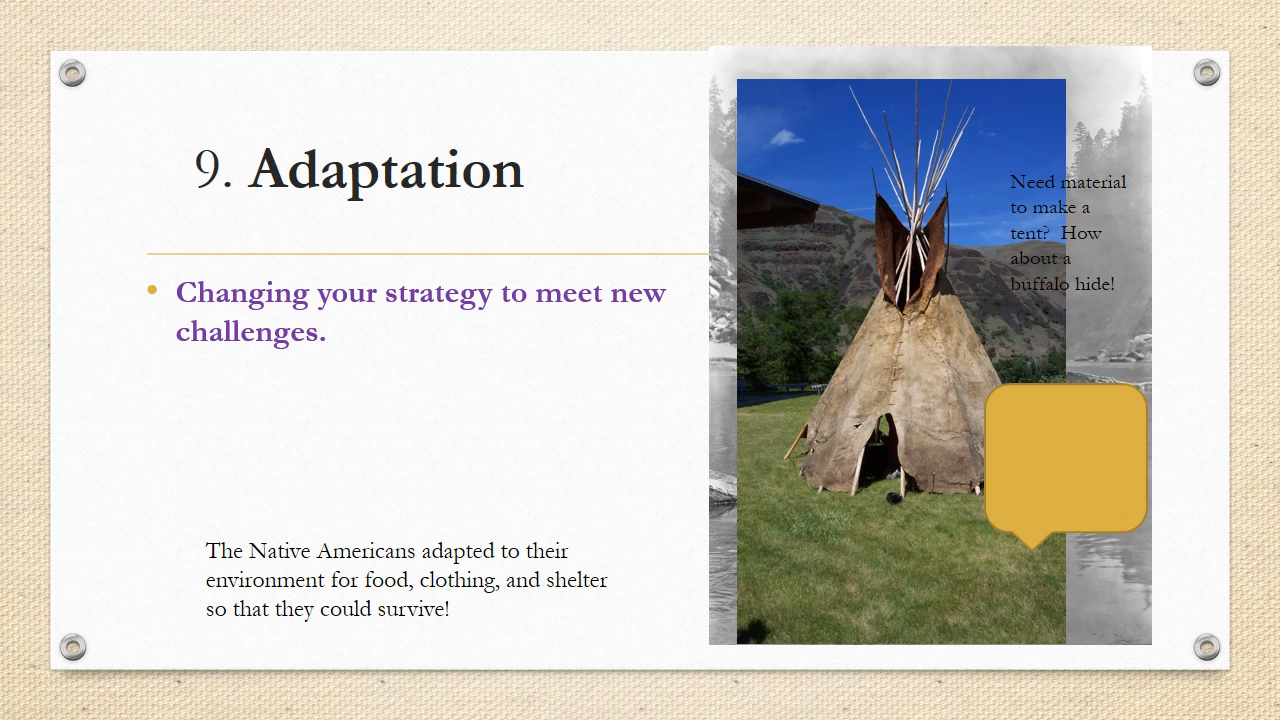 9. Adaptation
Changing your strategy to meet new
challenges.
The Native Americans adapted to their
environment for food, clothing, and shelter
so that they could survive!
Need material
to make a
tent? How
about a
buffalo hide!